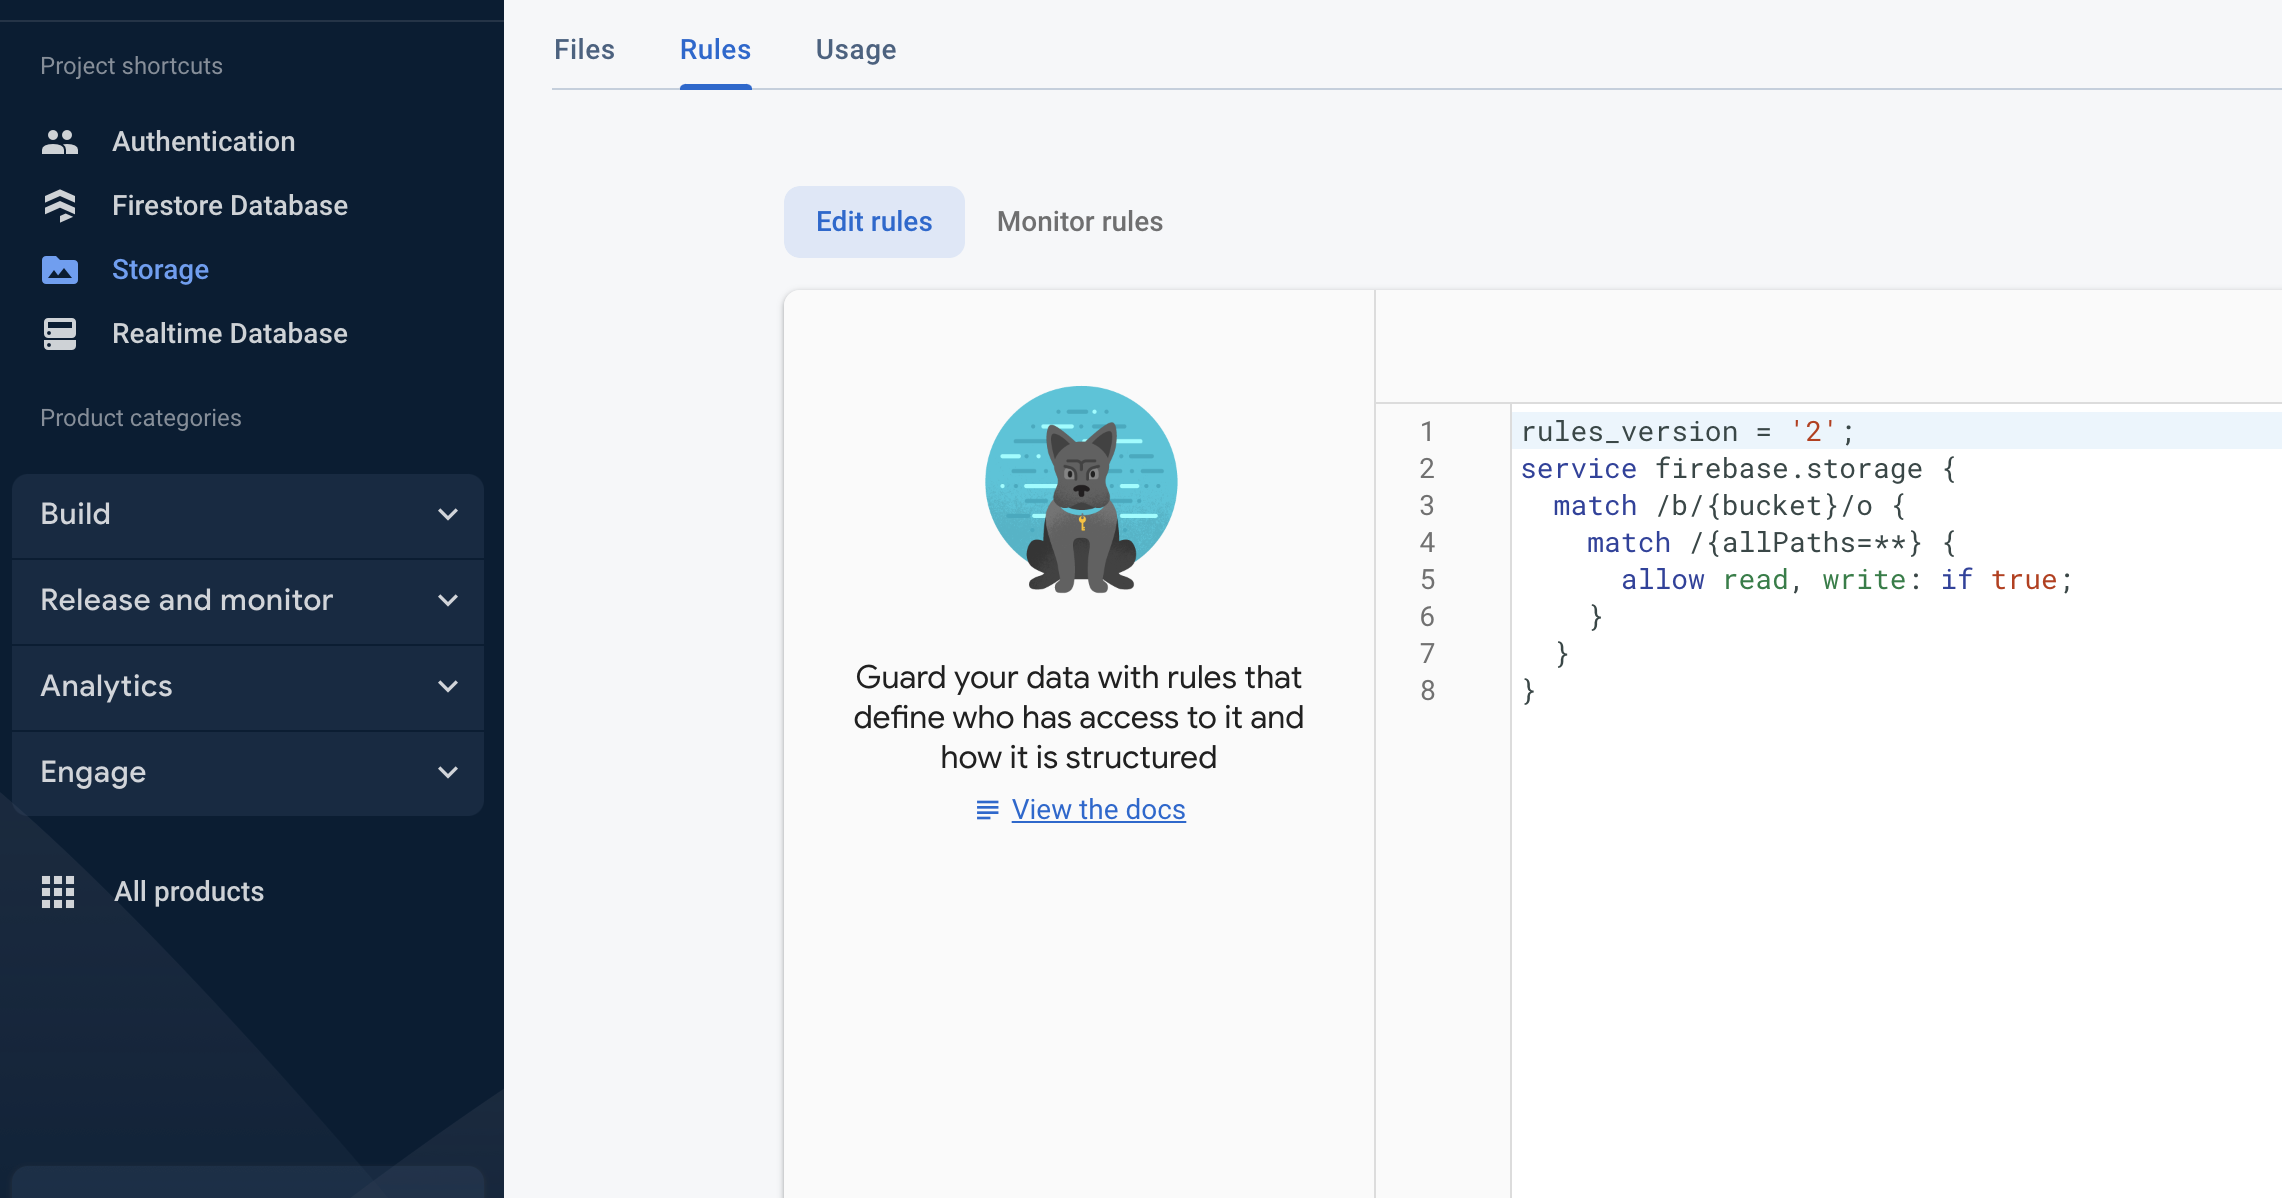 Project shortcuts
Authentication
Firestore Database
Storage
Realtime Database
Product categories
Build
Release and monitor
Analytics
Engage
All products
Files
Rules
Usage
Edit rules
Monitor rules
Guard your data with rules that
define who has access to it and
how it is structured
View the docs
1 rules_version = '2';
2 service firebase.storage {
3   match /b/{bucket}/o {
4     match /{allPaths=**} {
5       allow read, write: if true;
6     }
7   }
8 }